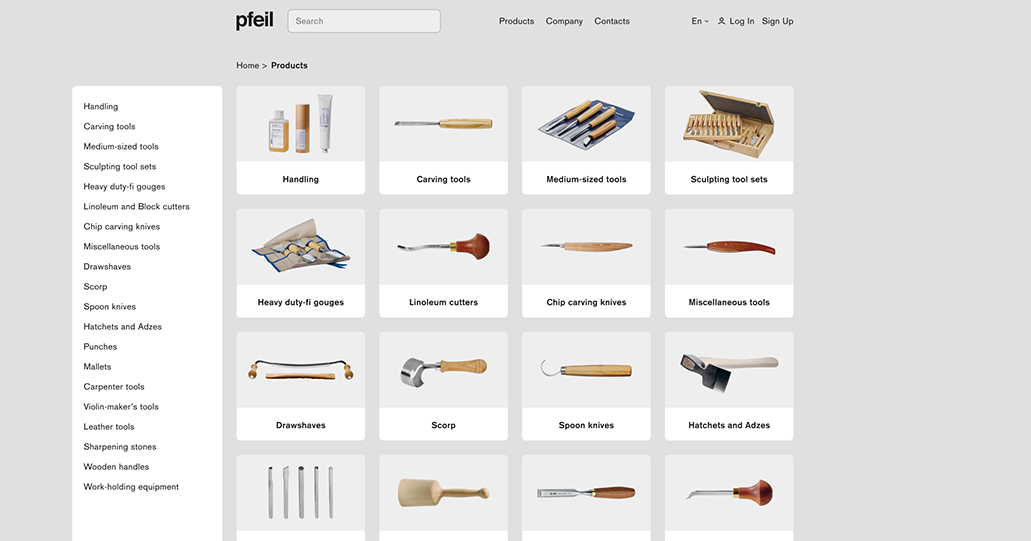 pfeil
Search
Products Company Contacts
En Log In Sign Up
Home > Products
Handling
Carving tools
Medium-sized tools
Sculpting tool sets
Heavy duty-fi gouges
Linoleum and Block cutters
Chip carving knives
Miscellaneous tools
Drawshaves
Scorp
Spoon knives
Hatchets and Adzes
Punches
Mallets
Carpenter tools
Violin-maker's tools
Leather tools
Sharpening stones
Wooden handles
Work-holding equipment
Handling
Carving tools
Medium-sized tools
Sculpting tool sets
Heavy duty-fi gouges
Linoleum cutters
Chip carving knives
Miscellaneous tools
Drawshaves
Scorp
Spoon knives
Hatchets and Adzes